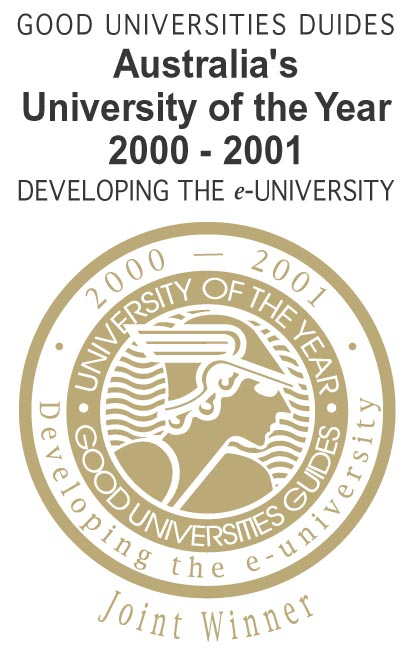 GOOD UNIVERSITIES DUIDES
Australia's
University of the Year
2000 - 2001
DEVELOPING THE e-UNIVERSITY
2000 — 2001
UNIVERSITY OF THE YEAR
GOOD UNIVERSITIES GUIDES
Developing the e-university
Joint Winner